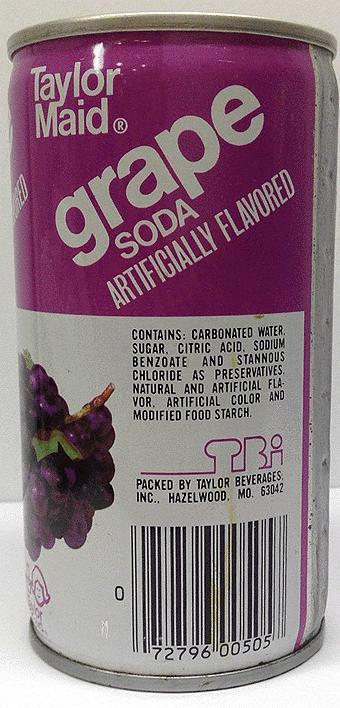 Taylor
Maid®
grape
SODA
ARTIFICIALLY FLAVORED
CONTAINS: CARBONATED WATER,
SUGAR, CITRIC ACID, SODIUM
BENZOATE AND STANNOUS
CHLORIDE AS PRESERVATIVES.
NATURAL AND ARTIFICIAL FLA-
VOR, ARTIFICIAL COLOR AND
MODIFIED FOOD STARCH.
TBi
PACKED BY TAYLOR BEVERAGES,
INC., HAZELWOOD, MO. 63042
0
72796 00505